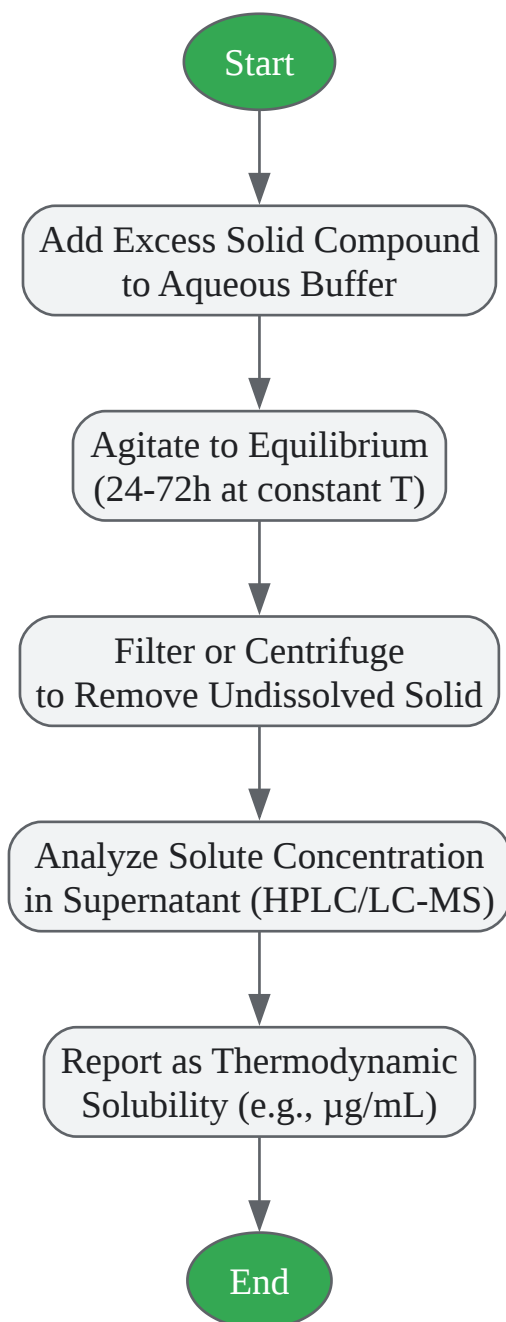 Start
Add Excess Solid Compound
to Aqueous Buffer
Agitate to Equilibrium
(24-72h at constant T)
Filter or Centrifuge
to Remove Undissolved Solid
Analyze Solute Concentration
in Supernatant (HPLC/LC-MS)
Report as Thermodynamic
Solubility (e.g., µg/mL)
End